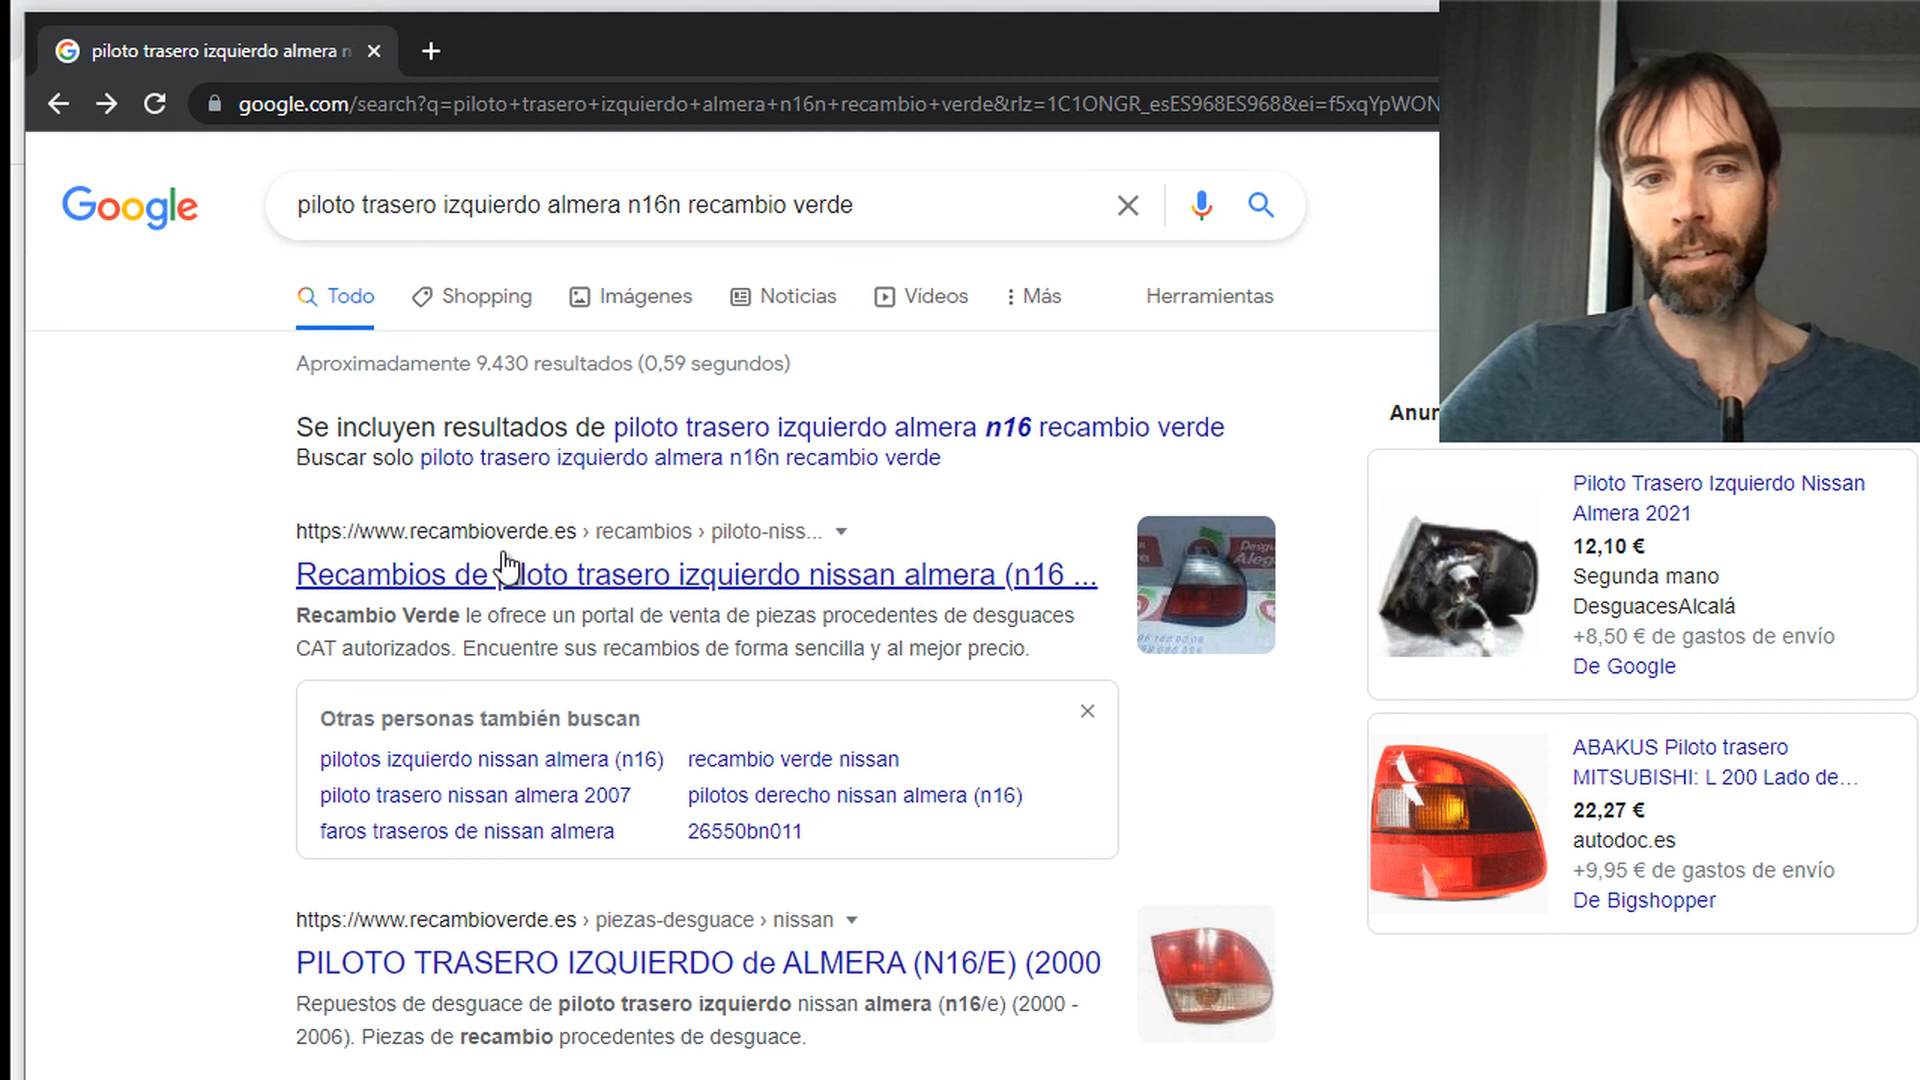 piloto trasero izquierdo almera n
google.com/search?q=piloto+trasero+izquierdo+almera+n16n+recambio+verde&rlz=1C1ONGR_esES968ES968&ei=f5xqYpWON
Google
piloto trasero izquierdo almera n16n recambio verde
Todo
Shopping
Imágenes
Noticias
Vídeos
Más
Herramientas
Aproximadamente 9.430 resultados (0,59 segundos)
Se incluyen resultados de piloto trasero izquierdo almera n16 recambio verde
Buscar solo piloto trasero izquierdo almera n16n recambio verde
https://www.recambioverde.es › recambios › piloto-niss...
Recambios de piloto trasero izquierdo nissan almera (n16 ...
Recambio Verde le ofrece un portal de venta de piezas procedentes de desguaces
CAT autorizados. Encuentre sus recambios de forma sencilla y al mejor precio.
Otras personas también buscan
pilotos izquierdo nissan almera (n16)
recambio verde nissan
piloto trasero nissan almera 2007
pilotos derecho nissan almera (n16)
faros traseros de nissan almera
26550bn011
https://www.recambioverde.es › piezas-desguace › nissan
PILOTO TRASERO IZQUIERDO de ALMERA (N16/E) (2000
Repuestos de desguace de piloto trasero izquierdo nissan almera (n16/e) (2000 -
2006). Piezas de recambio procedentes de desguace.
Anun
Piloto Trasero Izquierdo Nissan
Almera 2021
12,10 €
Segunda mano
DesguacesAlcalá
+8,50 € de gastos de envío
De Google
ABAKUS Piloto trasero
MITSUBISHI: L 200 Lado de...
22,27 €
autodoc.es
+9,95 € de gastos de envío
De Bigshopper